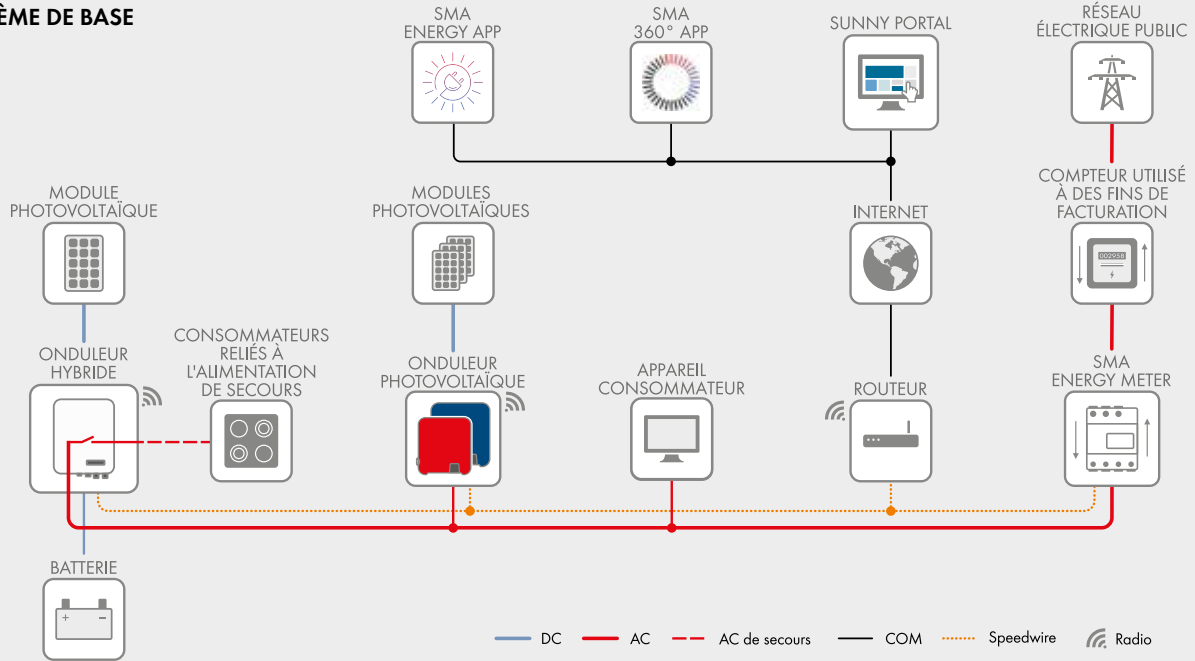 ÈME DE BASE
SMA
ENERGY APP
SMA
360° APP
SUNNY PORTAL
RÉSEAU
ÉLECTRIQUE PUBLIC
MODULE
PHOTOVOLTAÏQUE
MODULES
PHOTOVOLTAÏQUES
INTERNET
COMPTEUR UTILISÉ
À DES FINS DE
FACTURATION
002958
ONDULEUR
HYBRIDE
CONSOMMATEURS
RELIÉS À
L'ALIMENTATION
DE SECOURS
ONDULEUR
PHOTOVOLTAÏQUE
APPAREIL
CONSOMMATEUR
ROUTEUR
SMA
ENERGY METER
BATTERIE
+ −
DC
AC
AC de secours
COM
Speedwire
Radio